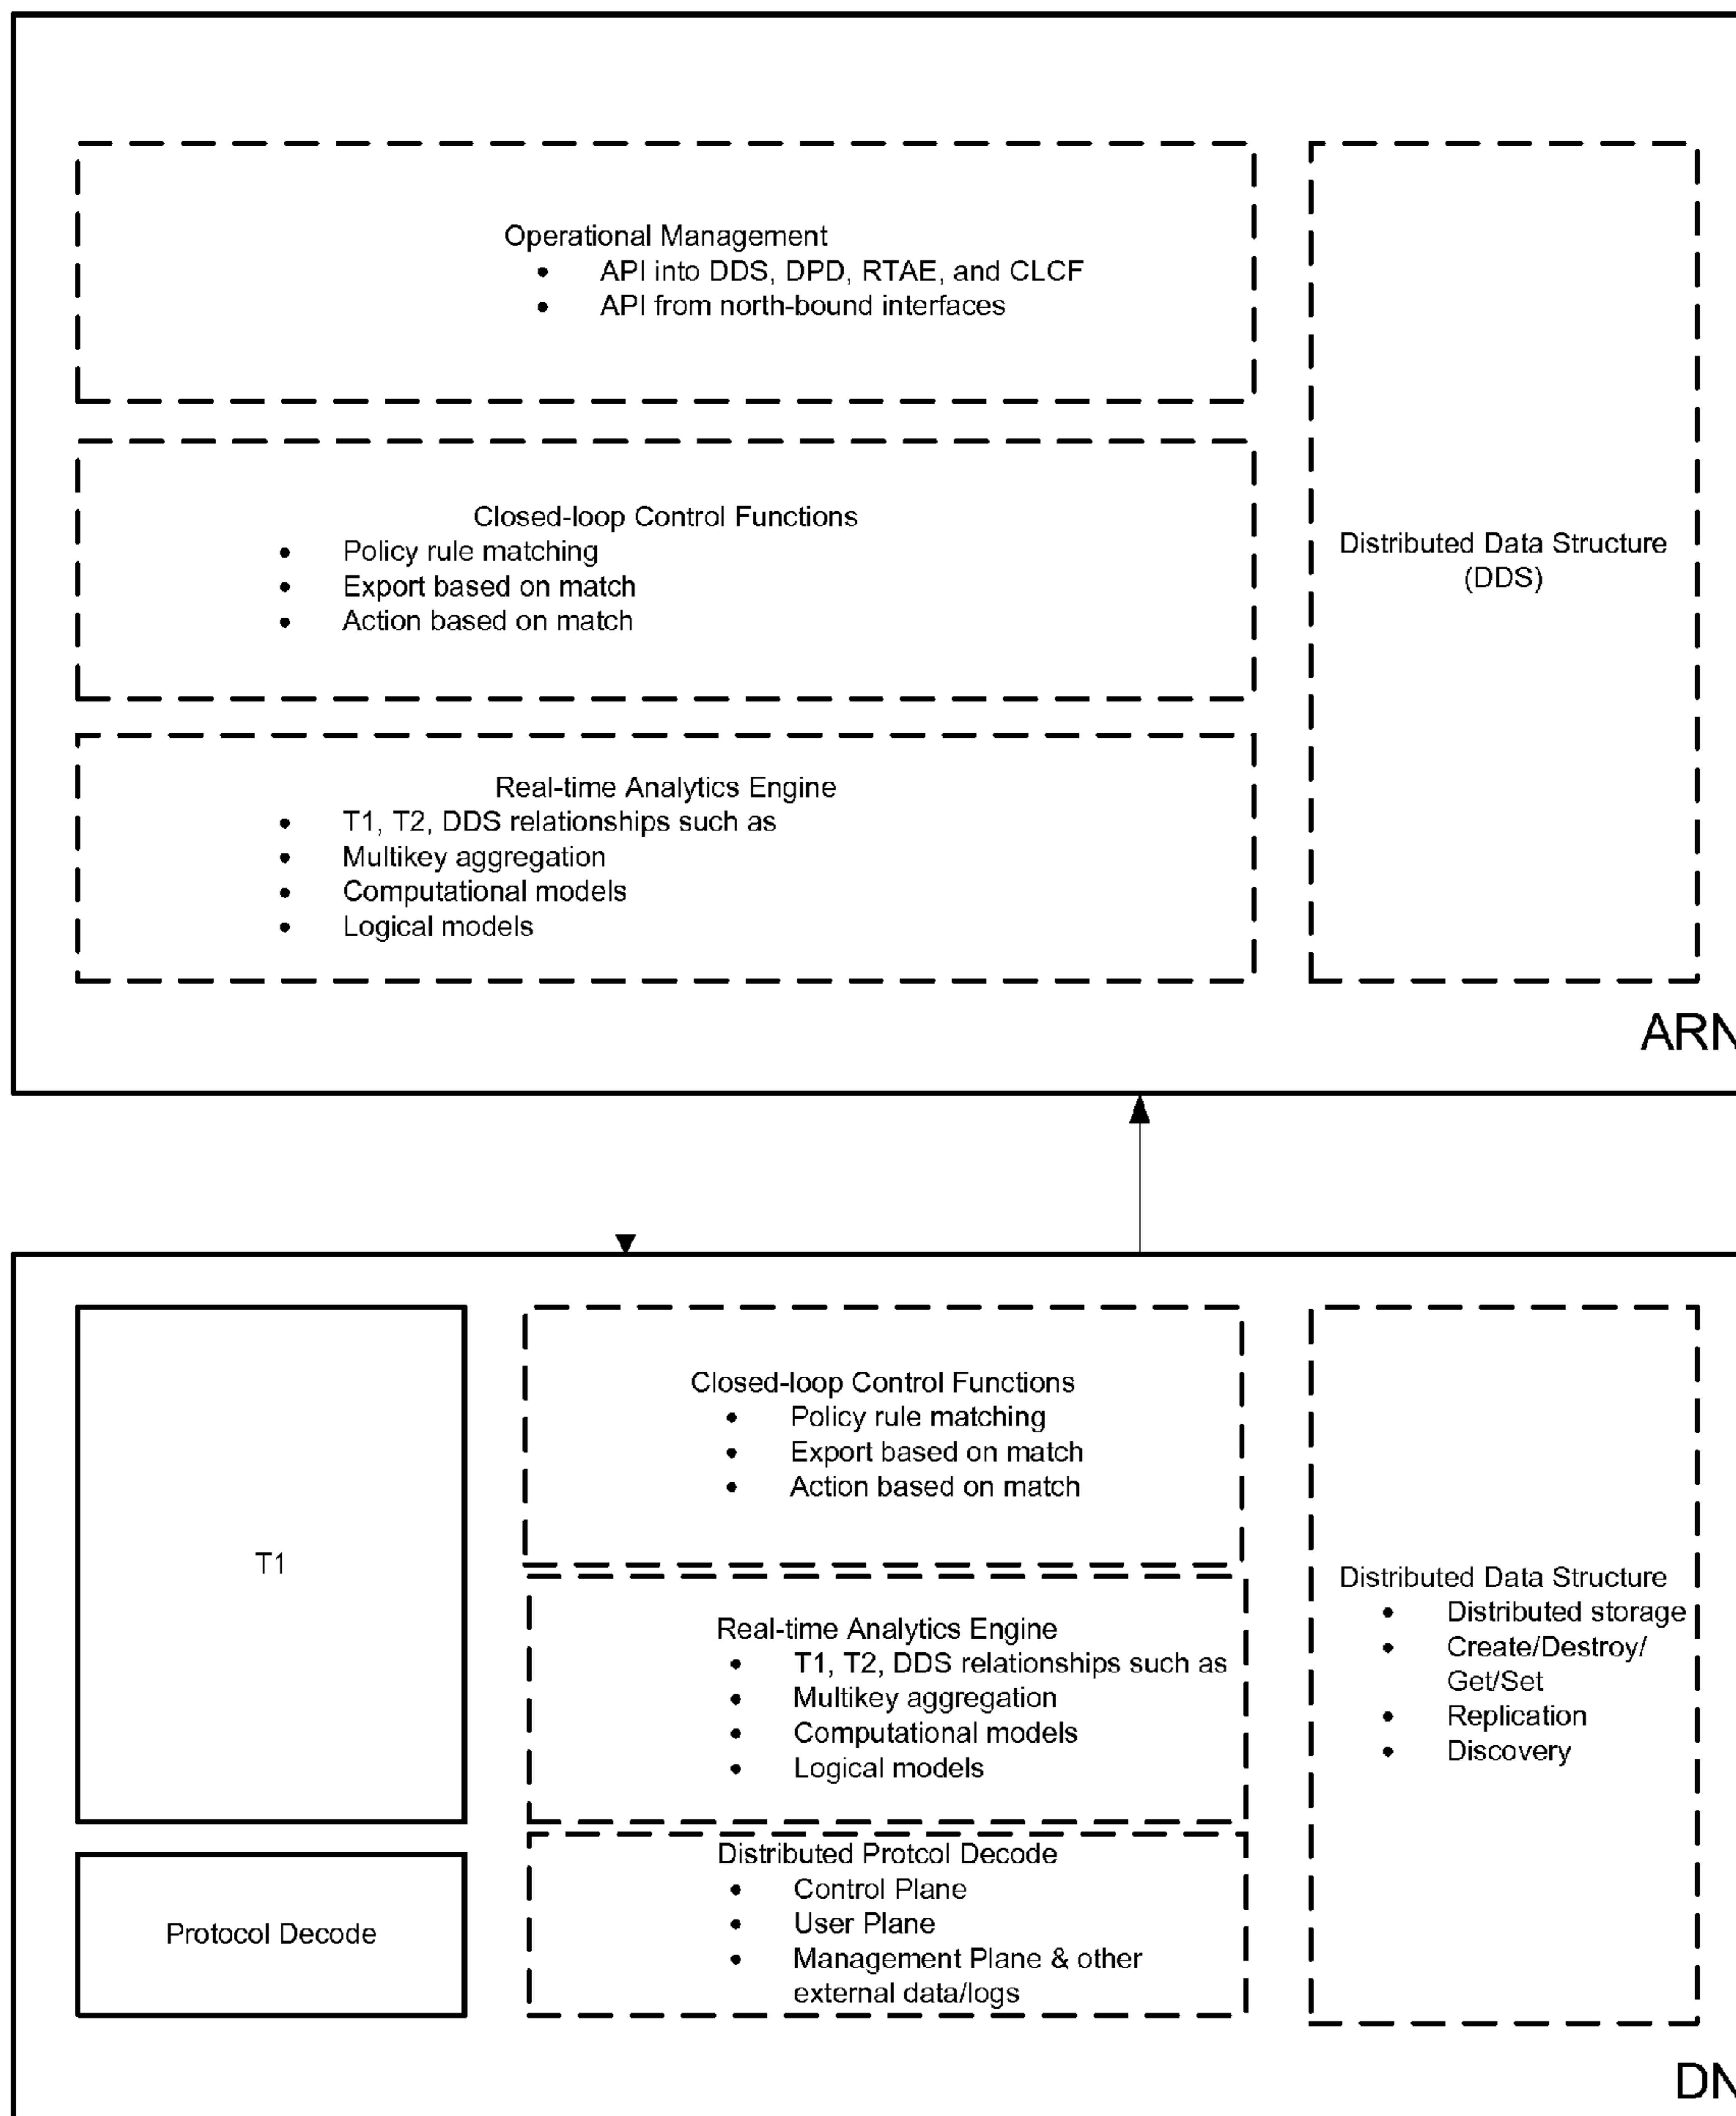 Operational Management
• API into DDS, DPD, RTAE, and CLCF
• API from north-bound interfaces
Closed-loop Control Functions
• Policy rule matching
• Export based on match
• Action based on match
Real-time Analytics Engine
• T1, T2, DDS relationships such as
• Multikey aggregation
• Computational models
• Logical models
Distributed Data Structure
(DDS)
ARN
T1
Protocol Decode
Closed-loop Control Functions
• Policy rule matching
• Export based on match
• Action based on match
Real-time Analytics Engine
• T1, T2, DDS relationships such as
• Multikey aggregation
• Computational models
• Logical models
Distributed Protcol Decode
• Control Plane
• User Plane
• Management Plane & other
external data/logs
Distributed Data Structure
• Distributed storage
• Create/Destroy/
Get/Set
• Replication
• Discovery
DN